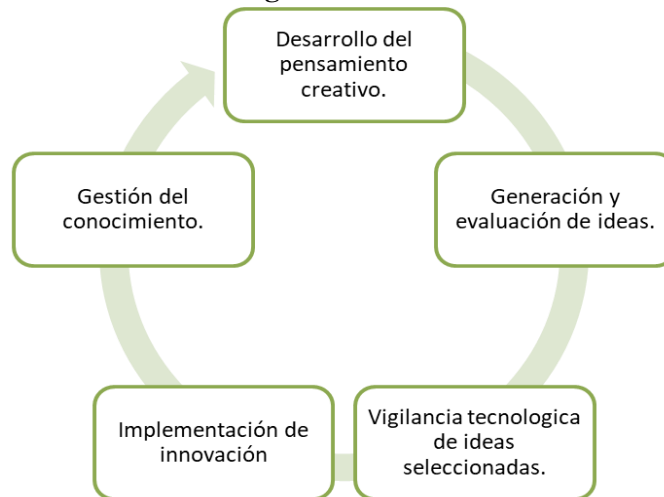 Desarrollo del
pensamiento
creativo.
Generación y
evaluación de ideas.
Vigilancia tecnologica
de ideas
seleccionadas.
Implementación de
innovación
Gestión del
conocimiento.